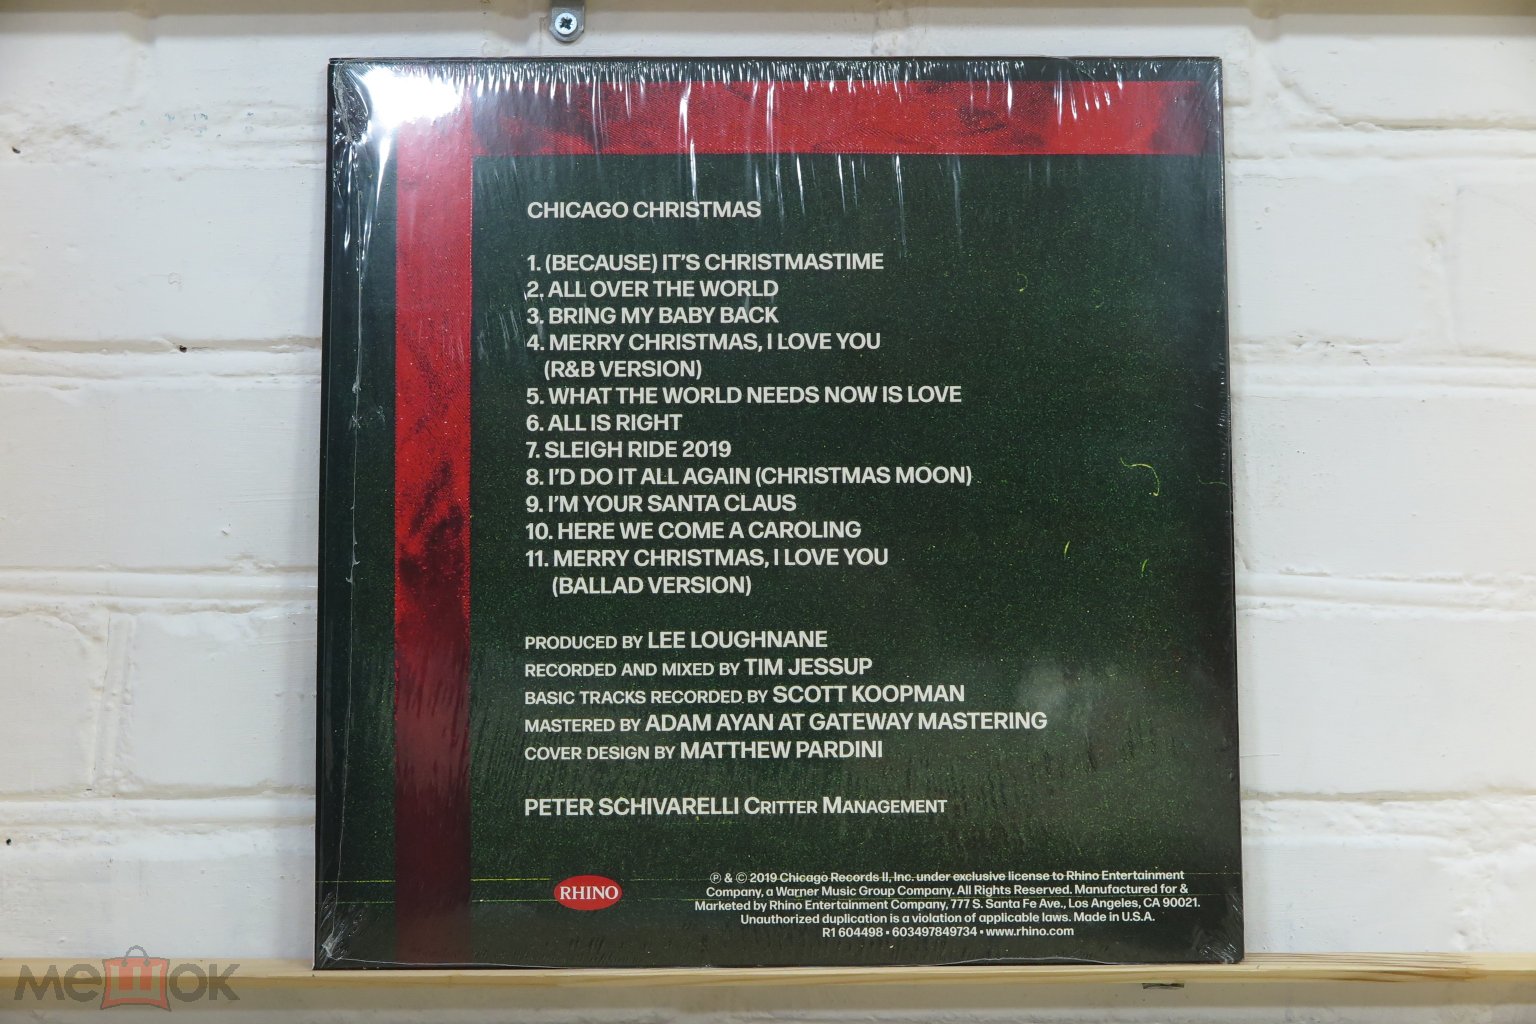 CHICAGO CHRISTMAS
1. (BECAUSE) IT'S CHRISTMASTIME
2. ALL OVER THE WORLD
3. BRING MY BABY BACK
4. MERRY CHRISTMAS, I LOVE YOU
(R&B VERSION)
5. WHAT THE WORLD NEEDS NOW IS LOVE
6. ALL IS RIGHT
7. SLEIGH RIDE 2019
8. I'D DO IT ALL AGAIN (CHRISTMAS MOON)
9. I'M YOUR SANTA CLAUS
10. HERE WE COME A CAROLING
11. MERRY CHRISTMAS, I LOVE YOU
(BALLAD VERSION)
PRODUCED BY LEE LOUGHNANE
RECORDED AND MIXED BY TIM JESSUP
BASIC TRACKS RECORDED BY SCOTT KOOPMAN
MASTERED BY ADAM AYAN AT GATEWAY MASTERING
COVER DESIGN BY MATTHEW PARDINI
PETER SCHIVARELLI CRITTER MANAGEMENT
RHINO
℗ & © 2019 Chicago Records II, Inc. under exclusive license to Rhino Entertainment
Company, a Warner Music Group Company. All Rights Reserved. Manufactured for &
Marketed by Rhino Entertainment Company, 777 S. Santa Fe Ave., Los Angeles, CA 90021.
Unauthorized duplication is a violation of applicable laws. Made in U.S.A.
R1 604498 • 603497849734 • www.rhino.com
мешок